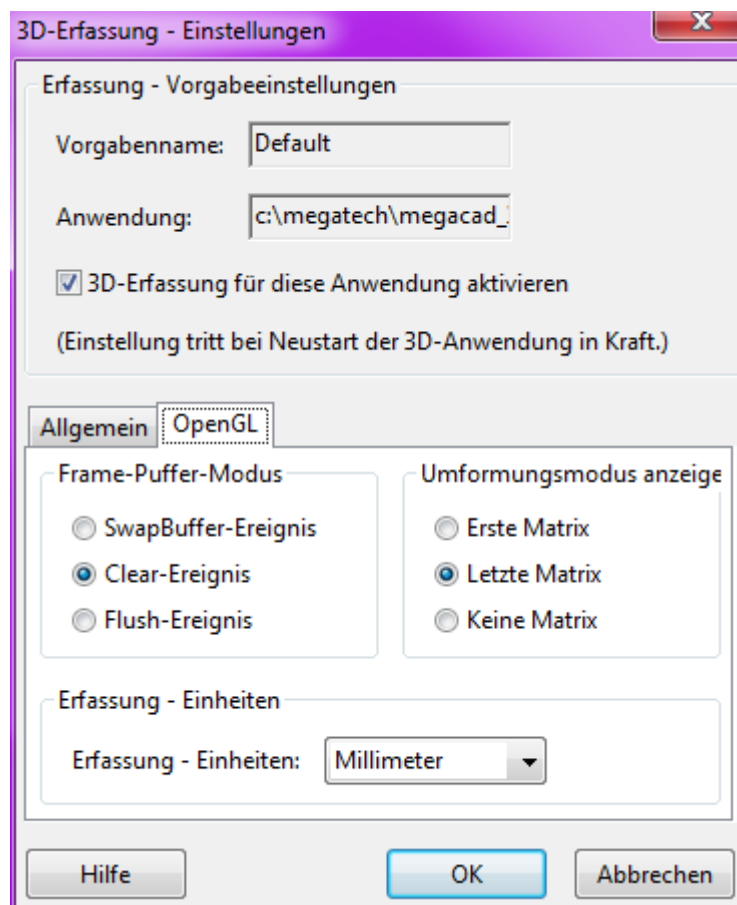 3D-Erfassung - Einstellungen
Erfassung - Vorgabeeinstellungen
Vorgabenname: Default
Anwendung: c:\megatech\megacad_
3D-Erfassung für diese Anwendung aktivieren
(Einstellung tritt bei Neustart der 3D-Anwendung in Kraft.)
Allgemein OpenGL
Frame-Puffer-Modus
SwapBuffer-Ereignis
Clear-Ereignis
Flush-Ereignis
Umformungsmodus anzeige
Erste Matrix
Letzte Matrix
Keine Matrix
Erfassung - Einheiten
Erfassung - Einheiten: Millimeter
Hilfe OK Abbrechen